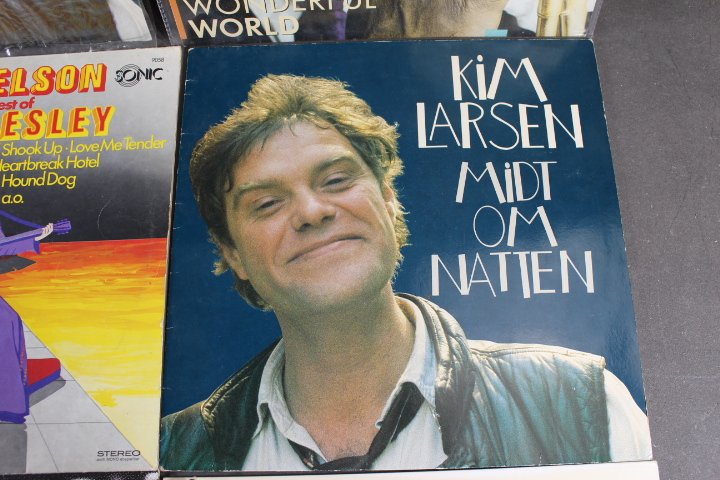 WONDERFUL
WORLD
ELSON
est of
ESLEY
Shook Up · Love Me Tender
Heartbreak Hotel
Hound Dog
a.o.
9058
SONIC
STEREO
KiM
LARSEN
MiDT
OM
NATTEN